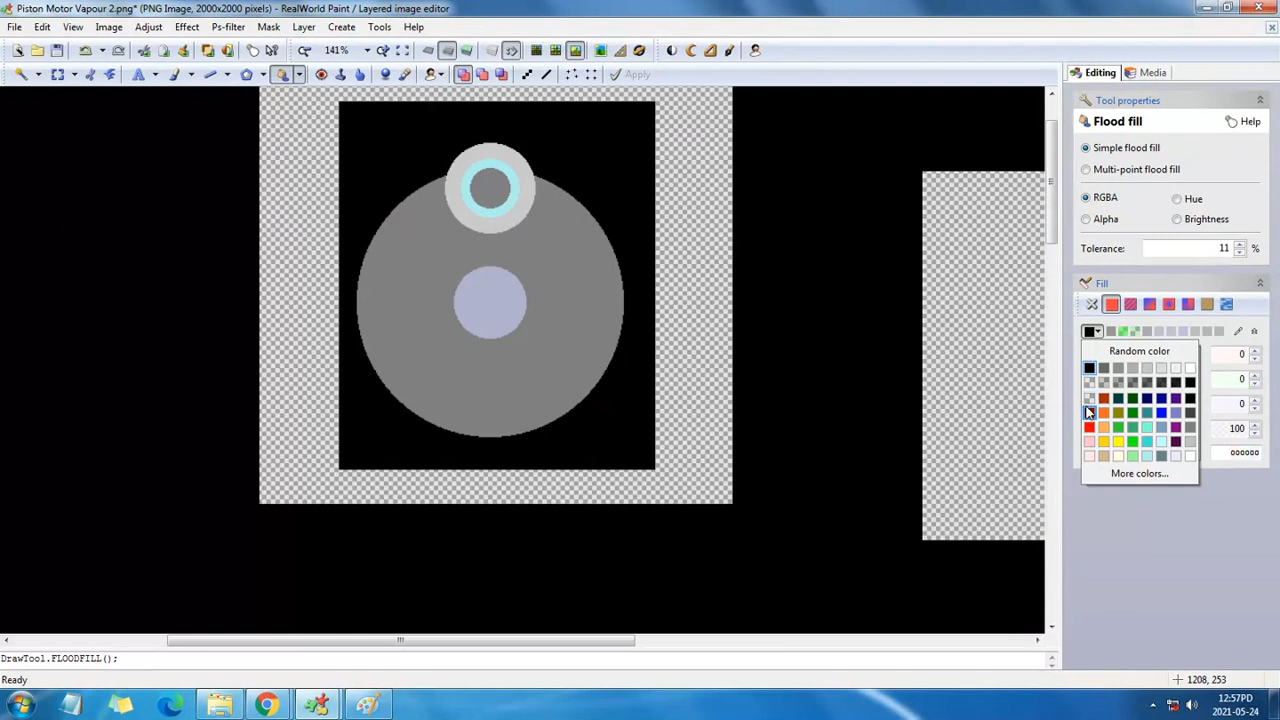 Piston Motor Vapour 2.png* (PNG Image, 2000x2000 pixels) - RealWorld Paint / Layered image editor
File Edit View Image Adjust Effect Ps-filter Mask Layer Create Tools Help
141%
Apply
Editing Media
Tool properties
Flood fill Help
Simple flood fill
Multi-point flood fill
RGBA Hue
Alpha Brightness
Tolerance: 11 %
Fill
Random color
0
0
0
100
000000
More colors...
DrawTool.FLOODFILL();
Ready 1208, 253
12:57PD
2021-05-24